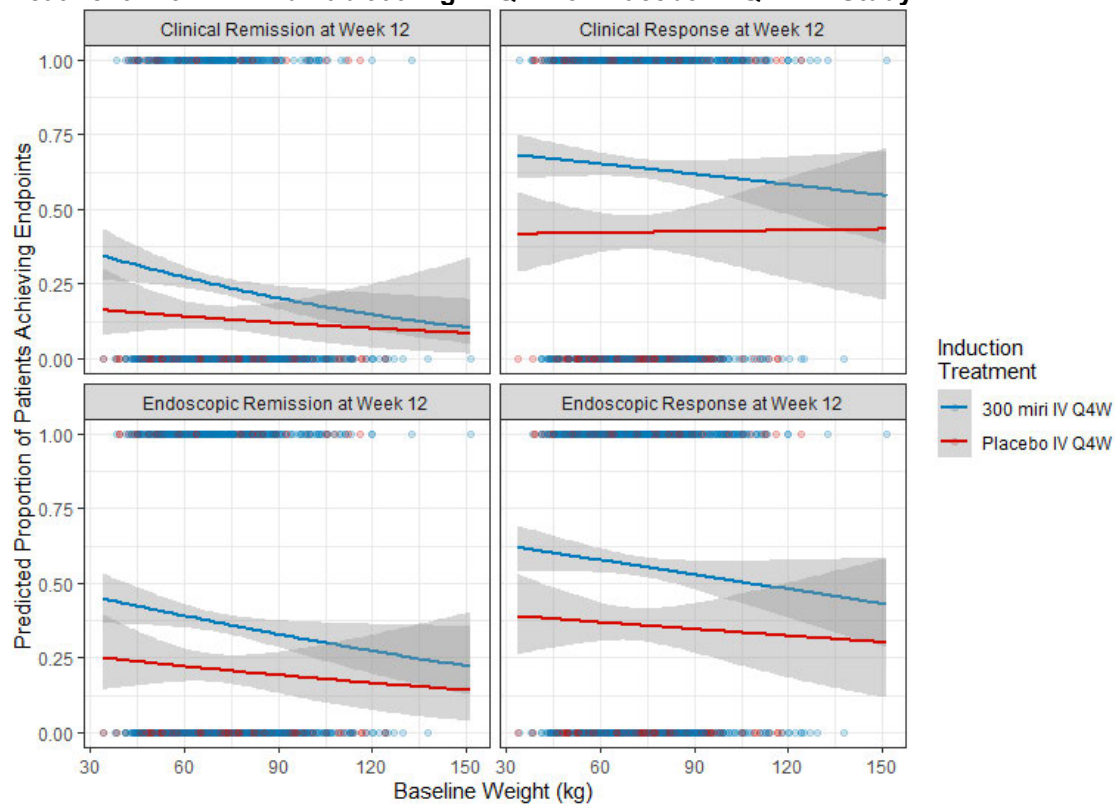 Clinical Remission at Week 12
Clinical Response at Week 12
1.00
0.75
0.50
0.25
0.00
Endoscopic Remission at Week 12
Endoscopic Response at Week 12
1.00
0.75
0.50
0.25
0.00
30 60 90 120 150 30 60 90 120 150
Baseline Weight (kg)
Predicted Proportion of Patients Achieving Endpoints
Induction
Treatment
300 miri IV Q4W
Placebo IV Q4W